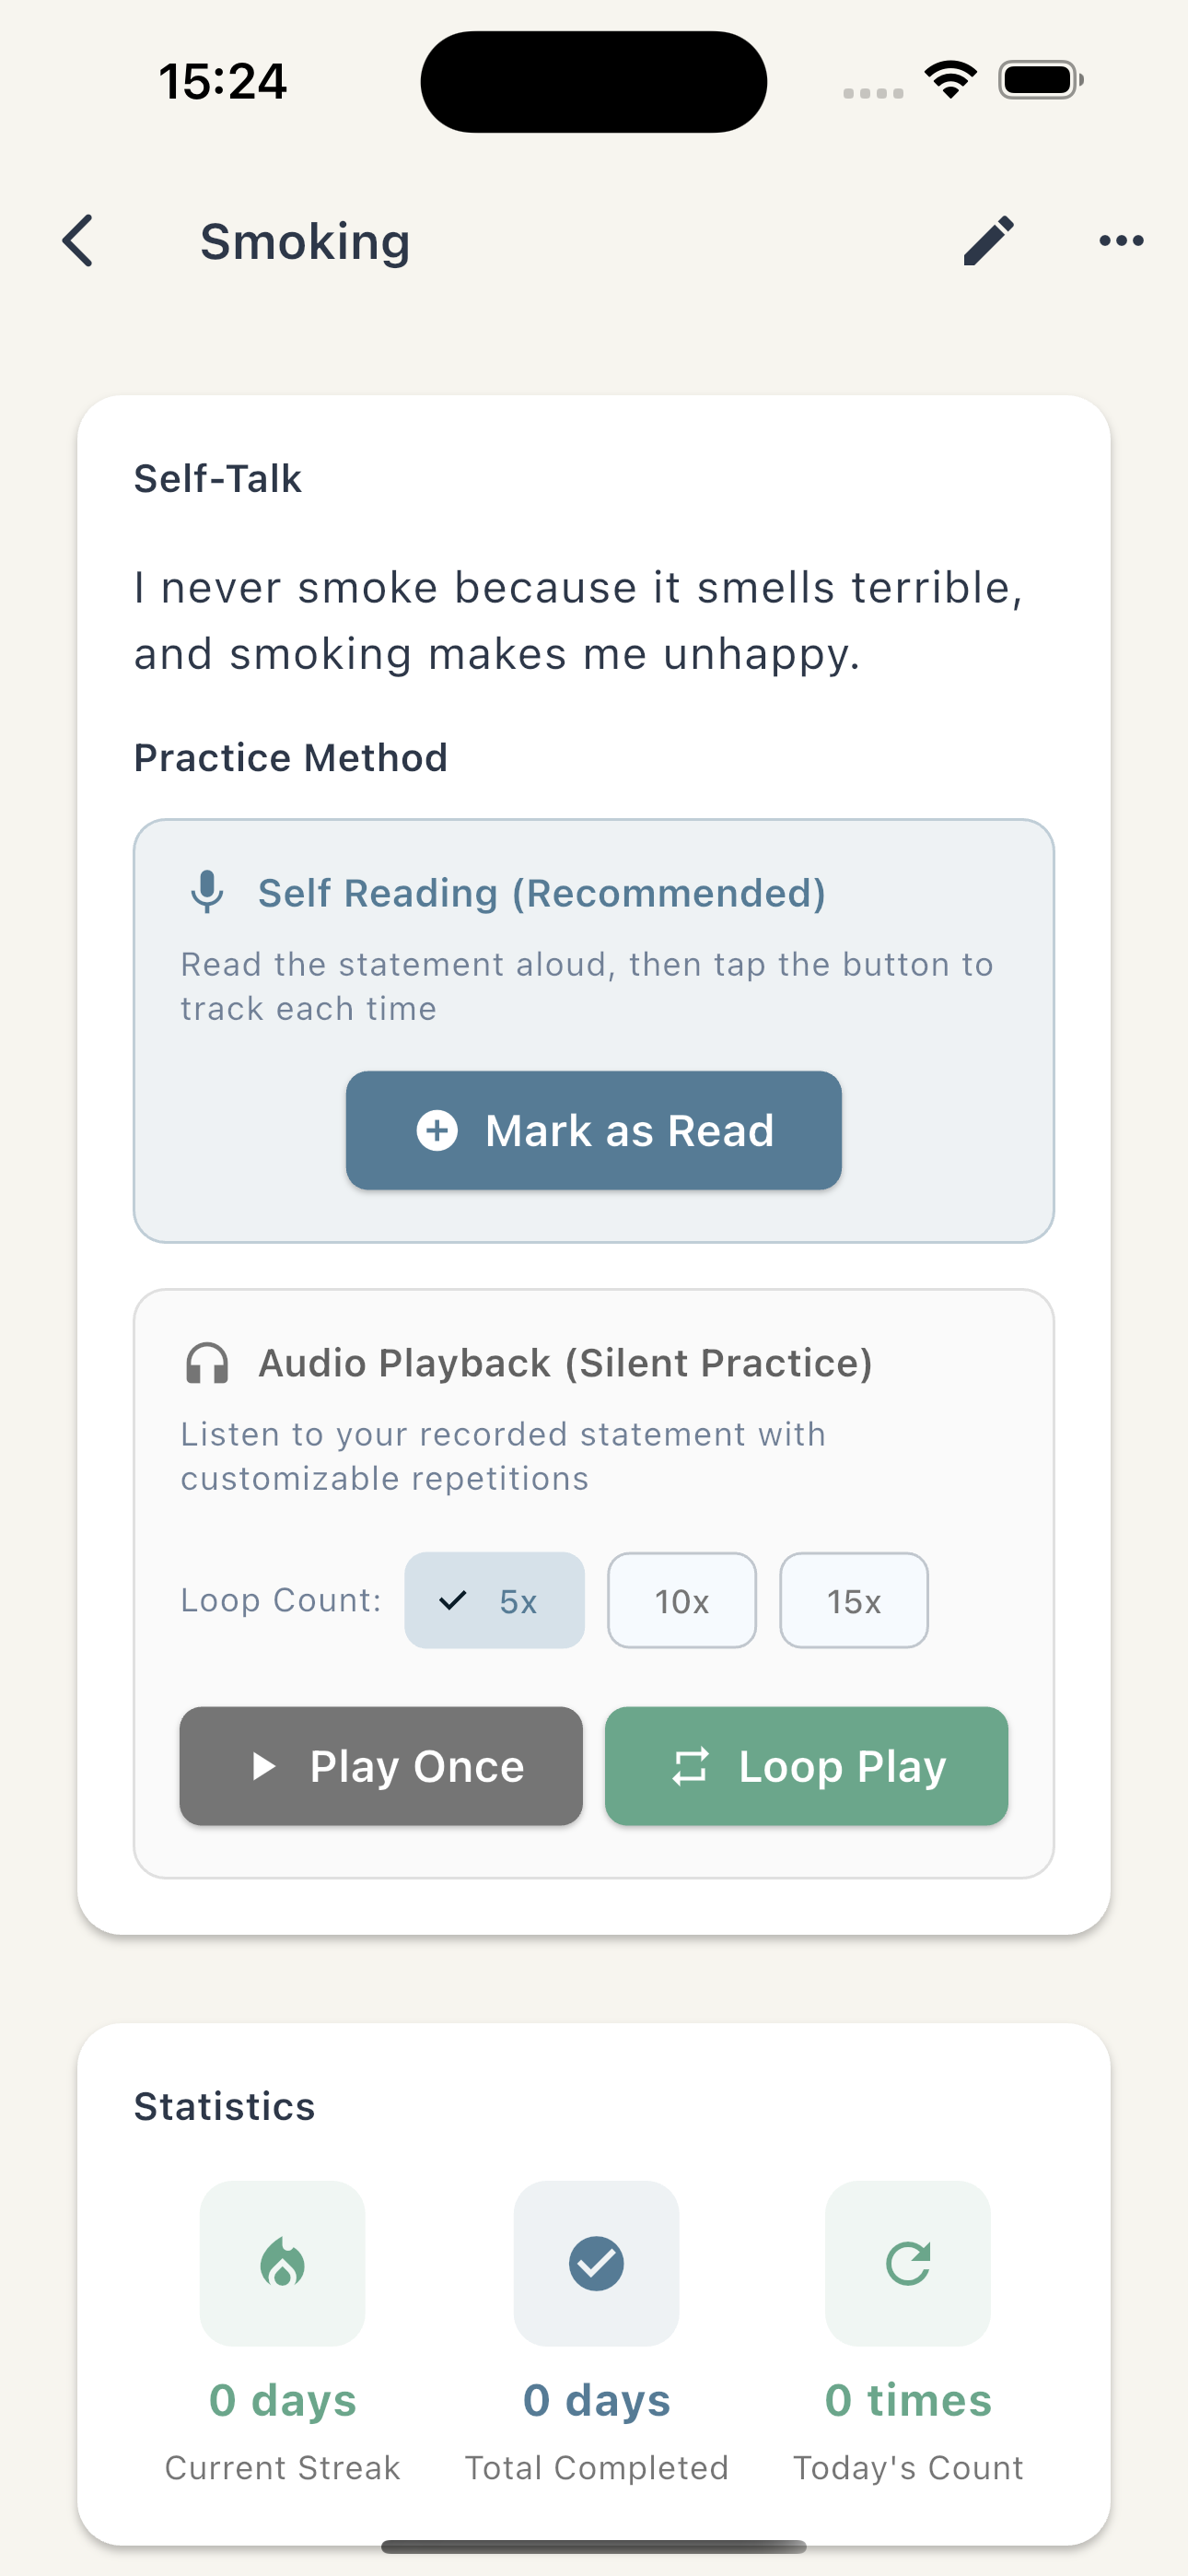 15:24
Smoking
Self-Talk
I never smoke because it smells terrible,
and smoking makes me unhappy.
Practice Method
Self Reading (Recommended)
Read the statement aloud, then tap the button to
track each time
Mark as Read
Audio Playback (Silent Practice)
Listen to your recorded statement with
customizable repetitions
Loop Count: 5x 10x 15x
Play Once Loop Play
Statistics
0 days 0 days 0 times
Current Streak Total Completed Today's Count